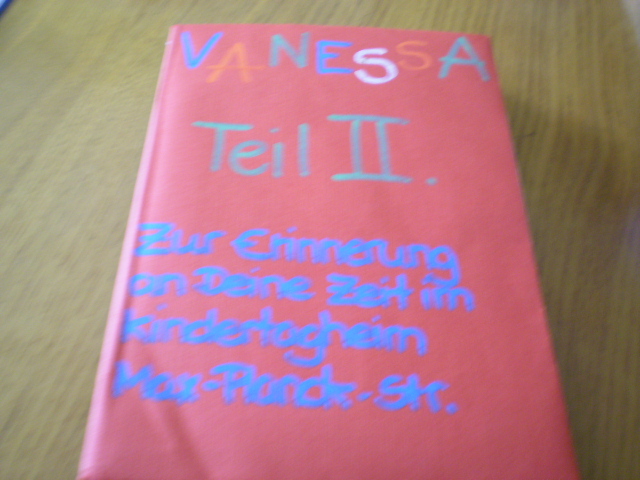 VANESSA
Teil II.
Zur Erinnerung
an Deine Zeit im
Kindertagheim
Max-Planck-Str.